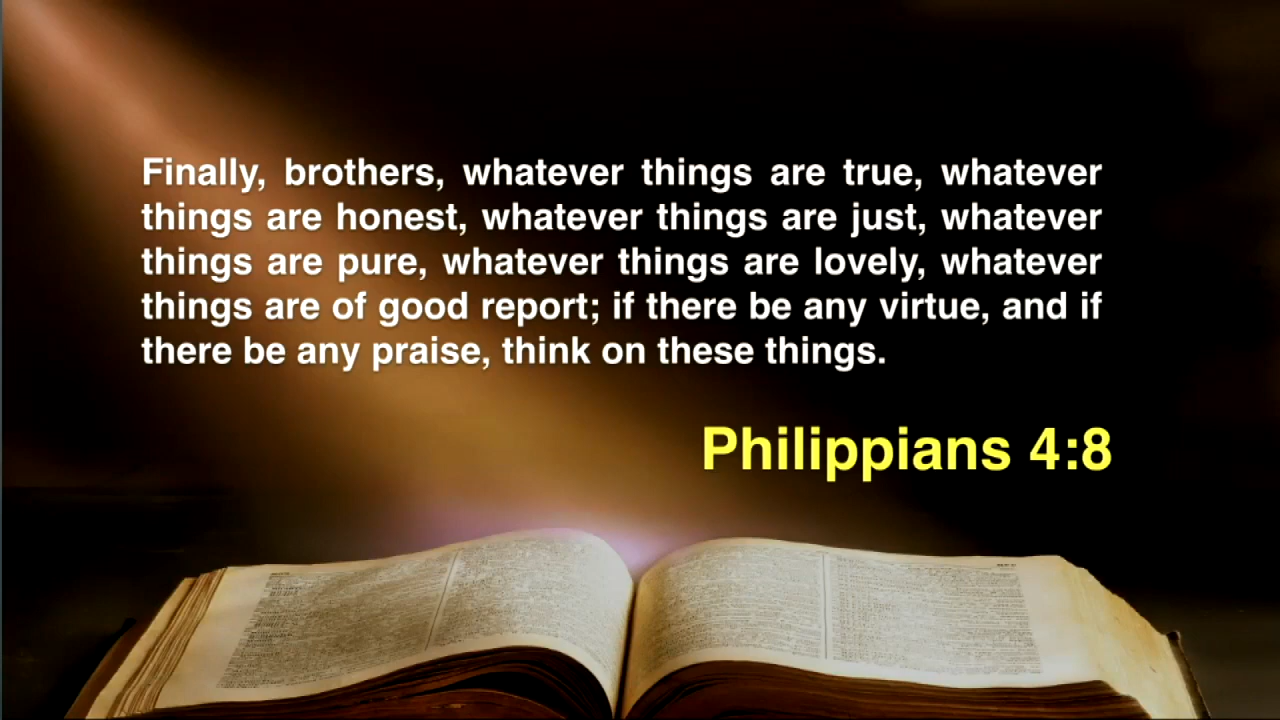 Finally, brothers, whatever things are true, whatever
things are honest, whatever things are just, whatever
things are pure, whatever things are lovely, whatever
things are of good report; if there be any virtue, and if
there be any praise, think on these things.
Philippians 4:8